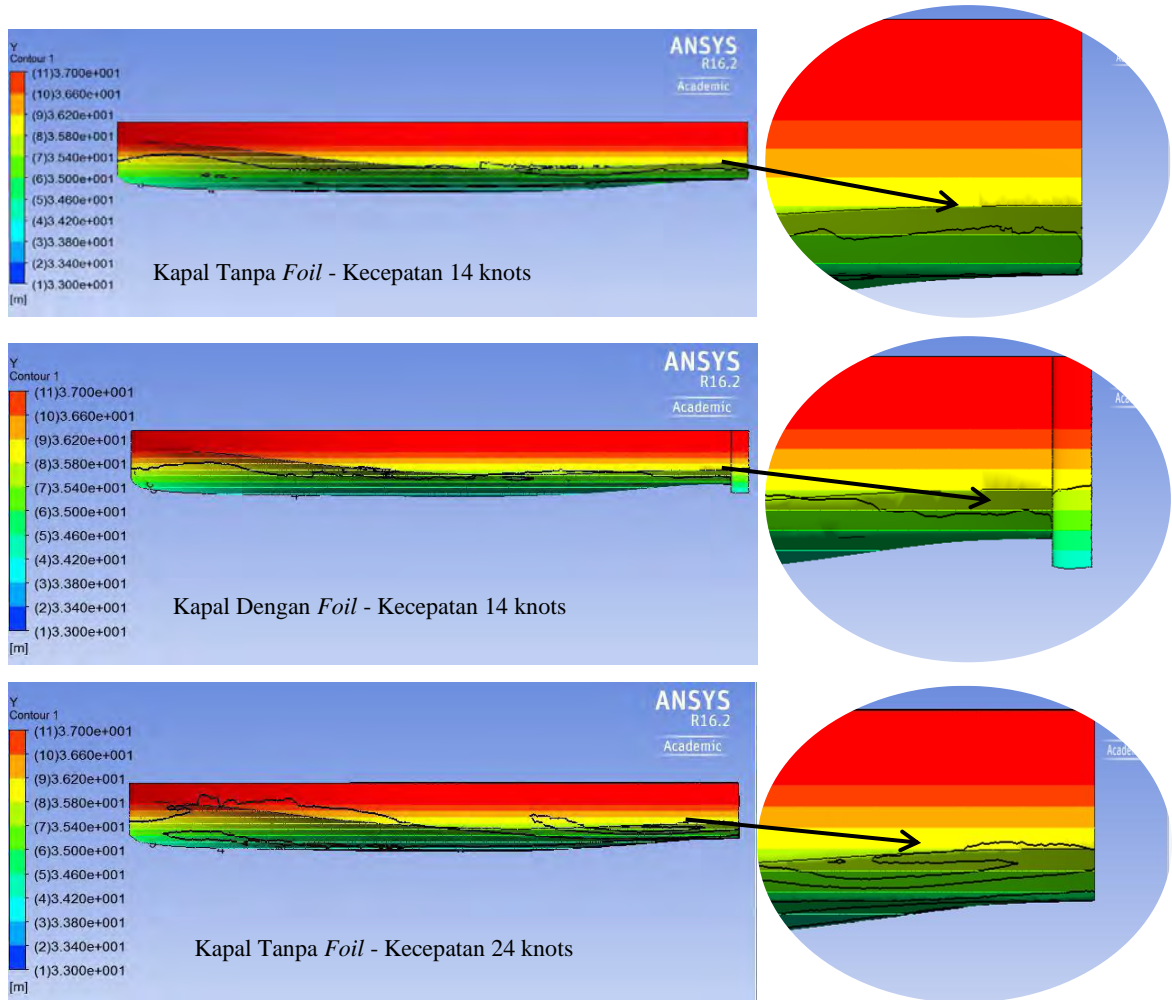 Y
Contour 1
(11)3.700e+001
(10)3.660e+001
(9)3.620e+001
(8)3.580e+001
(7)3.540e+001
(6)3.500e+001
(5)3.460e+001
(4)3.420e+001
(3)3.380e+001
(2)3.340e+001
(1)3.300e+001
[m]
ANSYS
R16.2
Academic
Kapal Tanpa Foil - Kecepatan 14 knots
Y
Contour 1
(11)3.700e+001
(10)3.660e+001
(9)3.620e+001
(8)3.580e+001
(7)3.540e+001
(6)3.500e+001
(5)3.460e+001
(4)3.420e+001
(3)3.380e+001
(2)3.340e+001
(1)3.300e+001
[m]
ANSYS
R16.2
Academic
Kapal Dengan Foil - Kecepatan 14 knots
Y
Contour 1
(11)3.700e+001
(10)3.660e+001
(9)3.620e+001
(8)3.580e+001
(7)3.540e+001
(6)3.500e+001
(5)3.460e+001
(4)3.420e+001
(3)3.380e+001
(2)3.340e+001
(1)3.300e+001
[m]
ANSYS
R16.2
Academic
Kapal Tanpa Foil - Kecepatan 24 knots